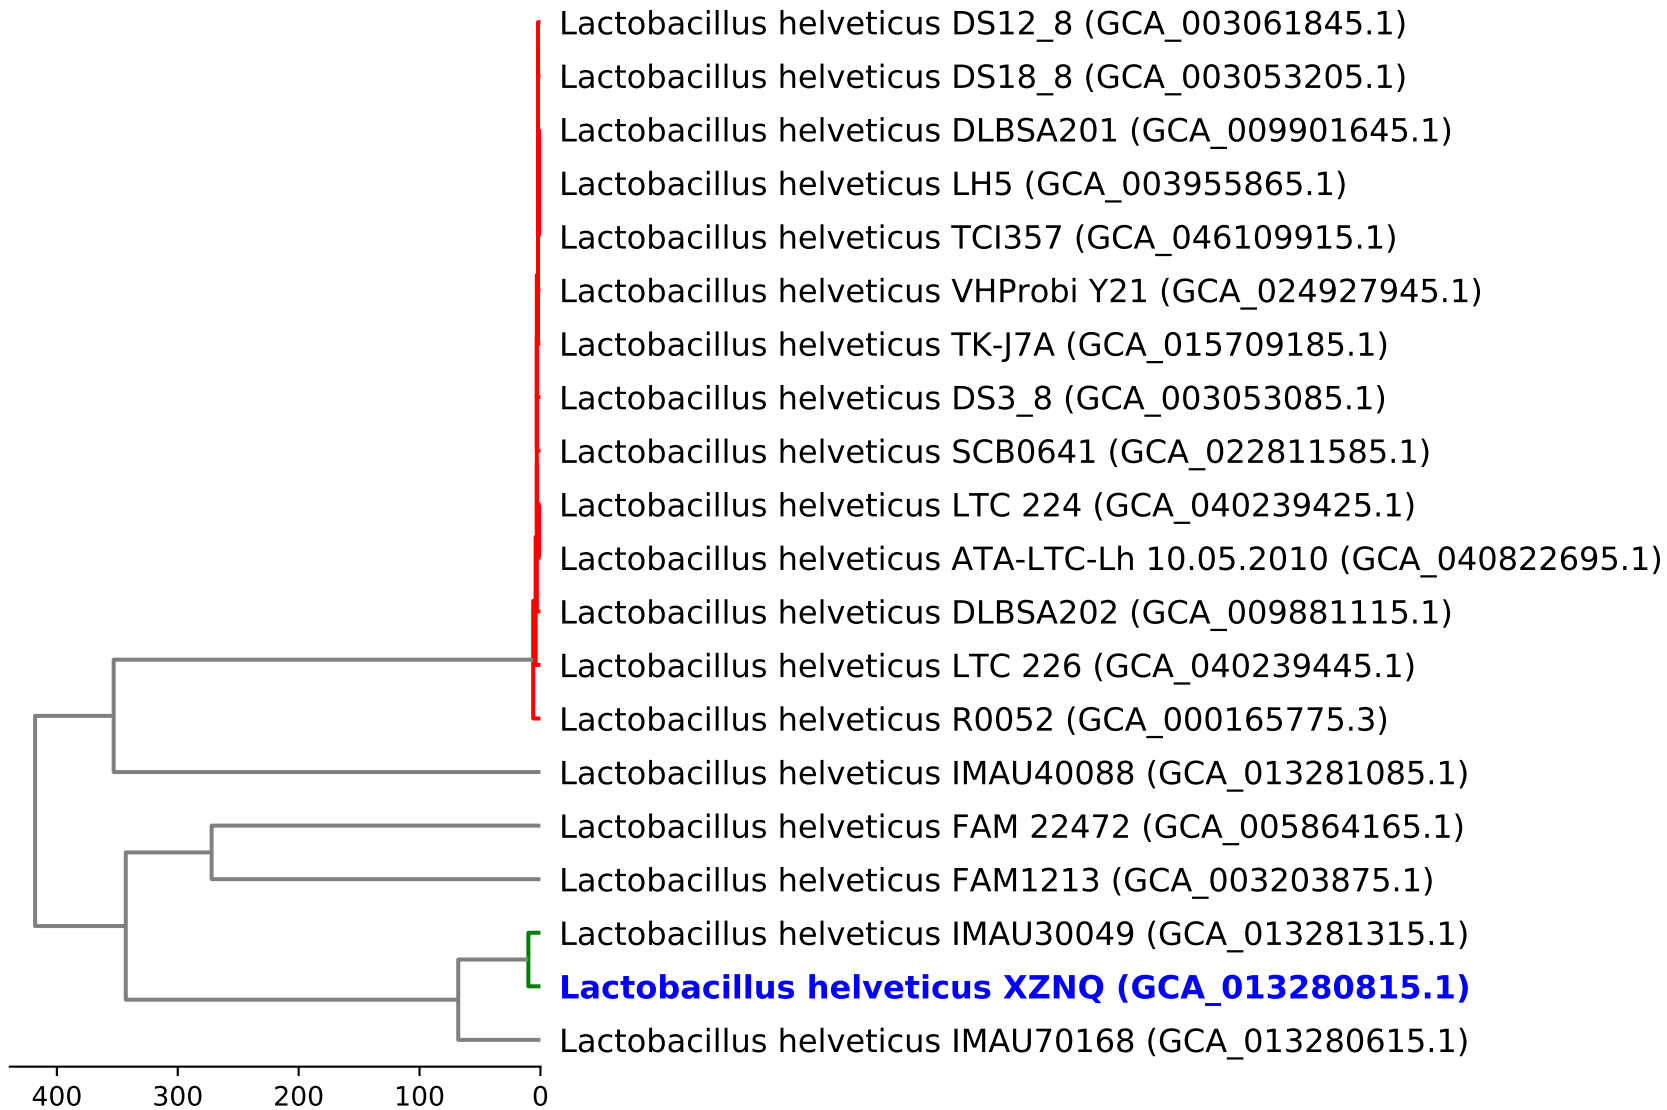 Lactobacillus helveticus DS12_8 (GCA_003061845.1)
Lactobacillus helveticus DS18_8 (GCA_003053205.1)
Lactobacillus helveticus DLBSA201 (GCA_009901645.1)
Lactobacillus helveticus LH5 (GCA_003955865.1)
Lactobacillus helveticus TCI357 (GCA_046109915.1)
Lactobacillus helveticus VHProbi Y21 (GCA_024927945.1)
Lactobacillus helveticus TK-J7A (GCA_015709185.1)
Lactobacillus helveticus DS3_8 (GCA_003053085.1)
Lactobacillus helveticus SCB0641 (GCA_022811585.1)
Lactobacillus helveticus LTC 224 (GCA_040239425.1)
Lactobacillus helveticus ATA-LTC-Lh 10.05.2010 (GCA_040822695.1)
Lactobacillus helveticus DLBSA202 (GCA_009881115.1)
Lactobacillus helveticus LTC 226 (GCA_040239445.1)
Lactobacillus helveticus R0052 (GCA_000165775.3)
Lactobacillus helveticus IMAU40088 (GCA_013281085.1)
Lactobacillus helveticus FAM 22472 (GCA_005864165.1)
Lactobacillus helveticus FAM1213 (GCA_003203875.1)
Lactobacillus helveticus IMAU30049 (GCA_013281315.1)
Lactobacillus helveticus XZNQ (GCA_013280815.1)
Lactobacillus helveticus IMAU70168 (GCA_013280615.1)
400 300 200 100 0